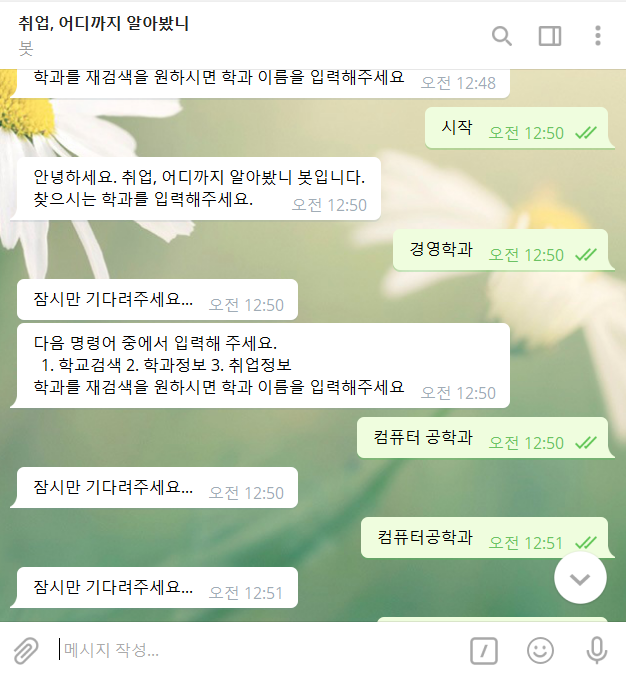 취업, 어디까지 알아봤니
봇
학과를 재검색을 원하시면 학과 이름을 입력해주세요 오전 12:48
시작 오전 12:50
안녕하세요. 취업, 어디까지 알아봤니 봇입니다.
찾으시는 학과를 입력해주세요. 오전 12:50
경영학과 오전 12:50
잠시만 기다려주세요... 오전 12:50
다음 명령어 중에서 입력해 주세요.
1. 학교검색 2. 학과정보 3. 취업정보
학과를 재검색을 원하시면 학과 이름을 입력해주세요 오전 12:50
컴퓨터 공학과 오전 12:50
잠시만 기다려주세요... 오전 12:50
컴퓨터공학과 오전 12:51
잠시만 기다려주세요... 오전 12:51
메시지 작성...